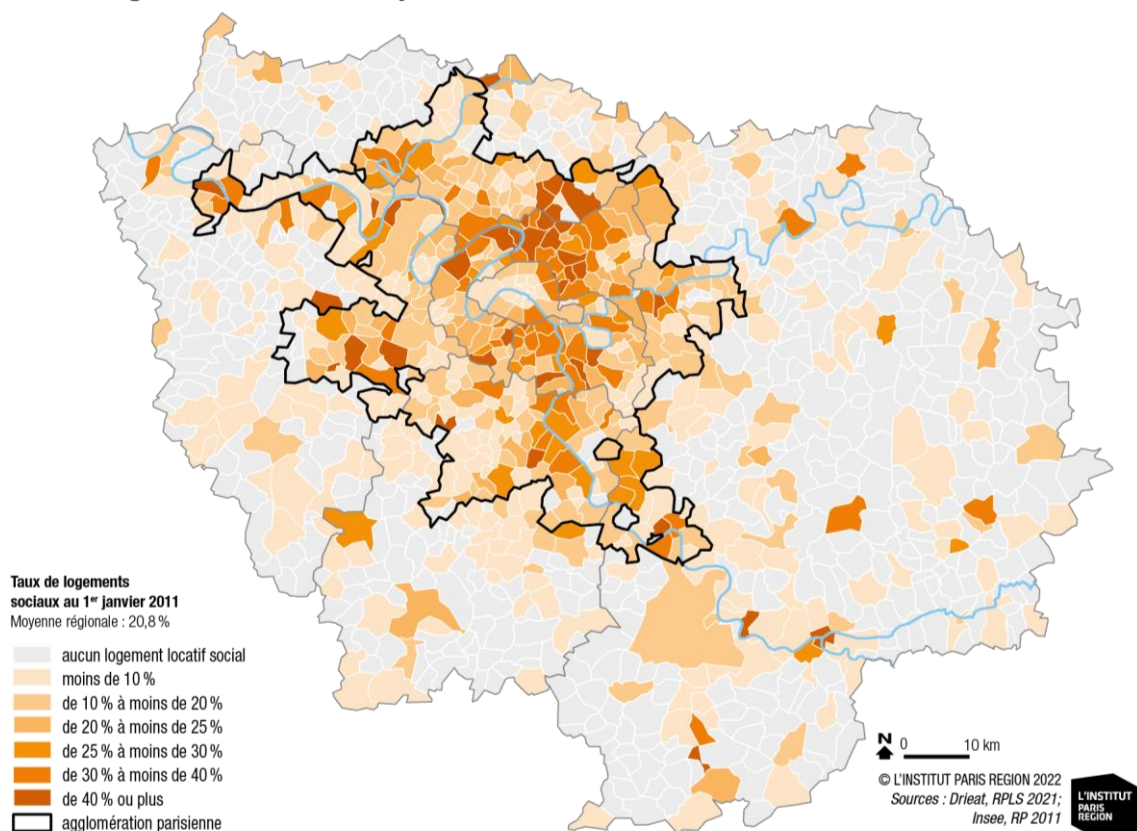 Taux de logements
sociaux au 1er janvier 2011
Moyenne régionale : 20,8 %
aucun logement locatif social
moins de 10 %
de 10 % à moins de 20 %
de 20 % à moins de 25 %
de 25 % à moins de 30 %
de 30 % à moins de 40 %
de 40 % ou plus
agglomération parisienne
N 0 10 km
© L'INSTITUT PARIS REGION 2022
Sources : Drieat, RPLS 2021;
Insee, RP 2011
L'INSTITUT
PARIS
REGION